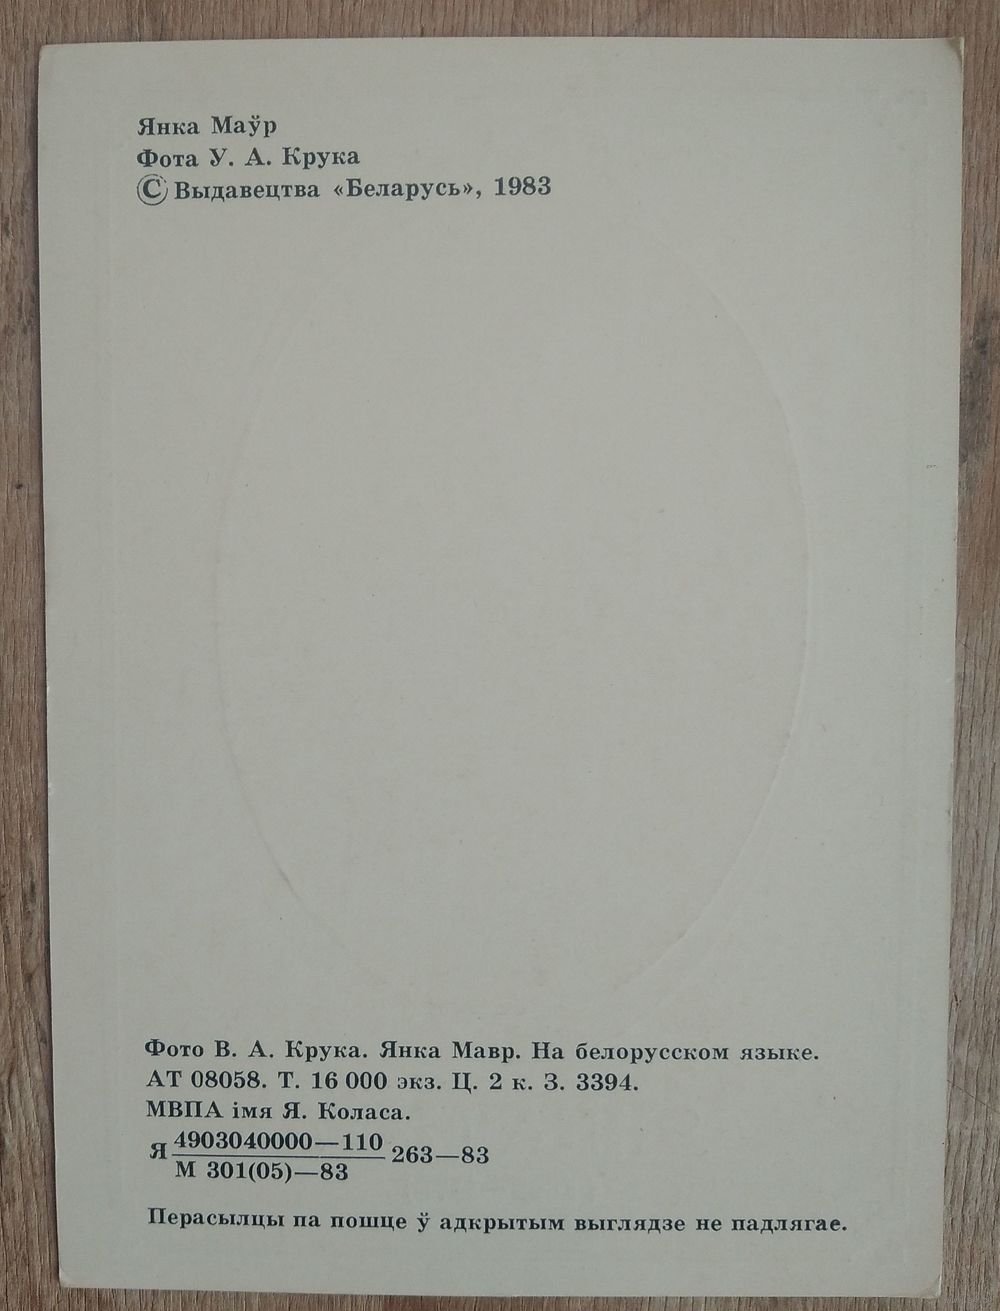 Янка Маўр
Фота У. А. Крука
© Выдавецтва «Беларусь», 1983
Фото В. А. Крука. Янка Мавр. На белорусском языке.
АТ 08058. Т. 16 000 экз. Ц. 2 к. З. 3394.
МВПА імя Я. Коласа.
Я 4903040000—110 263—83
М 301(05)—83
Перасылцы па пошце ў адкрытым выглядзе не падлягае.